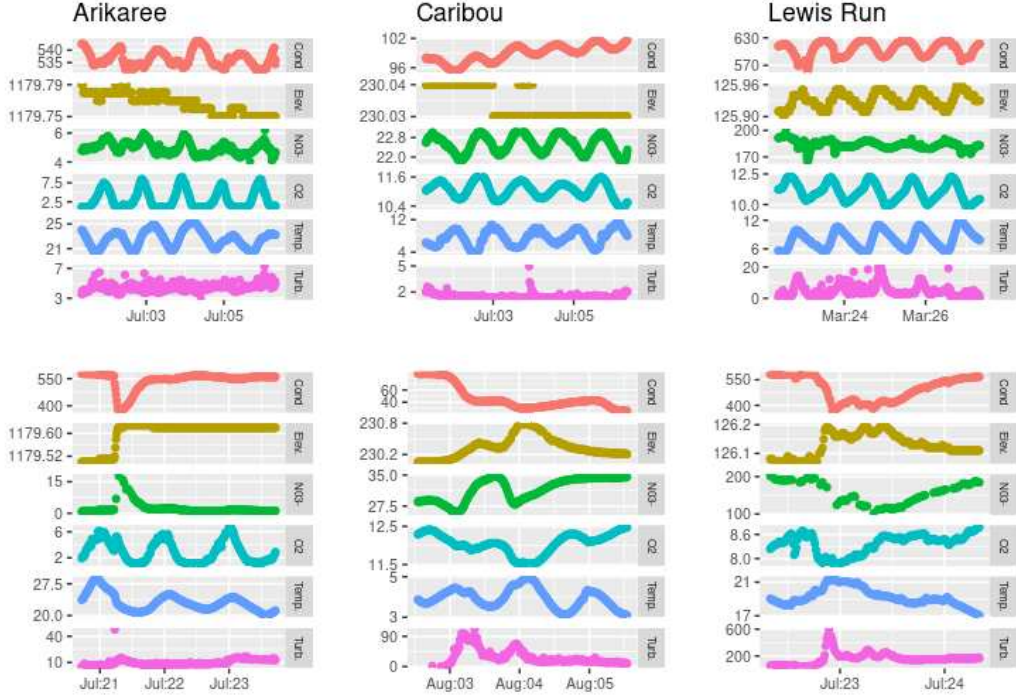 Arikaree
540
535
Cond
1179.79
1179.75
Elev.
6
4
N03-
7.5
2.5
O2
25
21
Temp.
7
3
Turb.
Jul:03 Jul:05
Caribou
102
96
Cond
230.04
230.03
Elev.
22.8
22.0
N03-
11.6
10.4
O2
12
4
Temp.
5
2
Turb.
Jul:03 Jul:05
Lewis Run
630
570
Cond
125.96
125.90
Elev.
200
170
N03-
12.5
10.0
O2
12
6
Temp.
20
0
Turb.
Mar:24 Mar:26
550
400
Cond
1179.60
1179.52
Elev.
15
0
N03-
6
2
O2
27.5
20.0
Temp.
40
10
Turb.
Jul:21 Jul:22 Jul:23
60
40
Cond
230.8
230.2
Elev.
35.0
27.5
N03-
12.5
11.5
O2
5
3
Temp.
90
0
Turb.
Aug:03 Aug:04 Aug:05
550
400
Cond
126.2
126.1
Elev.
200
100
N03-
8.6
8.0
O2
21
17
Temp.
600
200
Turb.
Jul:23 Jul:24